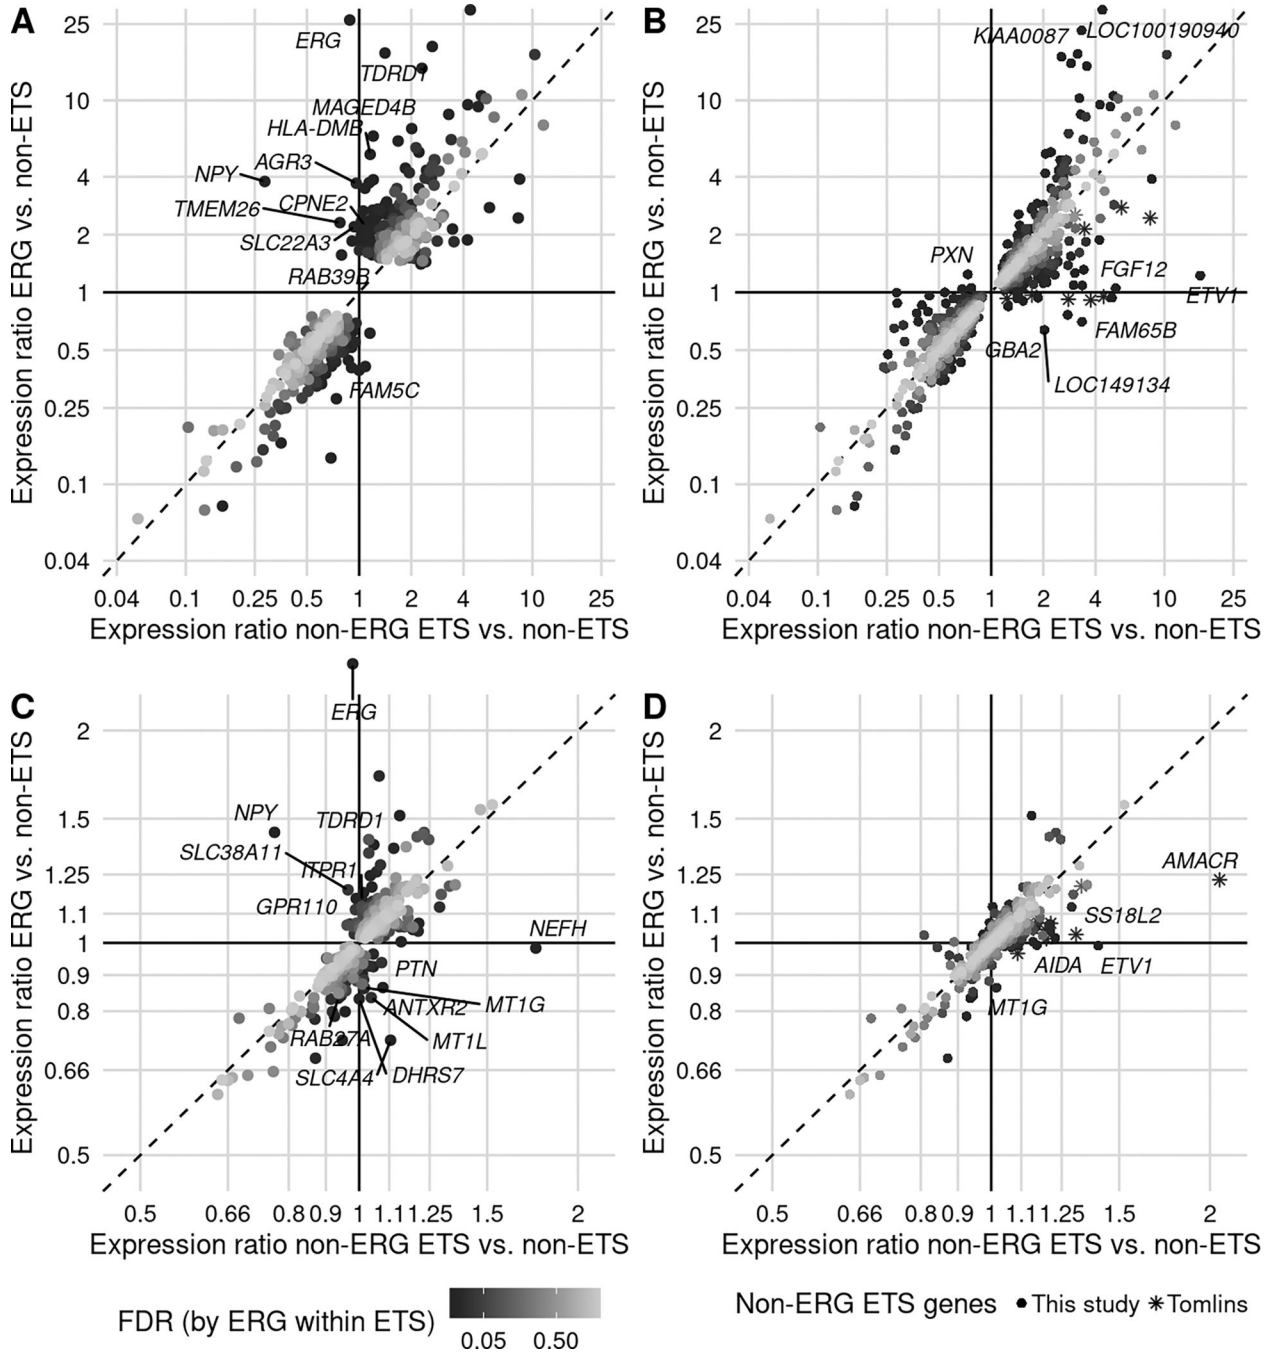 A
Expression ratio ERG vs. non-ETS
25
10
4
2
1
0.5
0.25
0.1
0.04
ERG
TDRD1
MAGED4B
HLA-DMB
AGR3
NPY
CPNE2
TMEM26
SLC22A3
RAB39B
FAM5C
0.04 0.1 0.25 0.5 1 2 4 10 25
Expression ratio non-ERG ETS vs. non-ETS
B
Expression ratio ERG vs. non-ETS
25
10
4
2
1
0.5
0.25
0.1
0.04
KIAA0087 LOC100190940
PXN
FGF12
ETV1
FAM65B
GBA2
LOC149134
0.04 0.1 0.25 0.5 1 2 4 10 25
Expression ratio non-ERG ETS vs. non-ETS
C
Expression ratio ERG vs. non-ETS
2
1.5
1.25
1.1
1
0.9
0.8
0.66
0.5
ERG
NPY
TDRD1
SLC38A11
ITPR1
GPR110
NEFH
PTN
ANTXR2
MT1G
RAB27A
MT1L
SLC4A4
DHRS7
0.5 0.66 0.8 0.9 1 1.1 1.25 1.5 2
Expression ratio non-ERG ETS vs. non-ETS
D
Expression ratio ERG vs. non-ETS
2
1.5
1.25
1.1
1
0.9
0.8
0.66
0.5
AMACR
SS18L2
AIDA
ETV1
MT1G
0.5 0.66 0.8 0.9 1 1.1 1.25 1.5 2
Expression ratio non-ERG ETS vs. non-ETS
FDR (by ERG within ETS)
0.05 0.50
Non-ERG ETS genes This study Tomlins